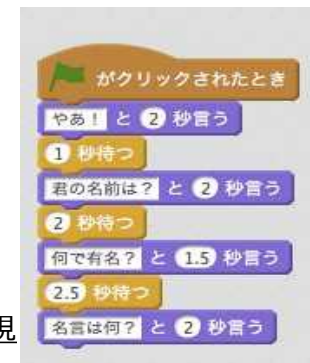 がクリックされたとき
やあ！ と 2 秒言う
1 秒待つ
君の名前は？ と 2 秒言う
2 秒待つ
何で有名？ と 1.5 秒言う
2.5 秒待つ
現
名言は何？ と 2 秒言う